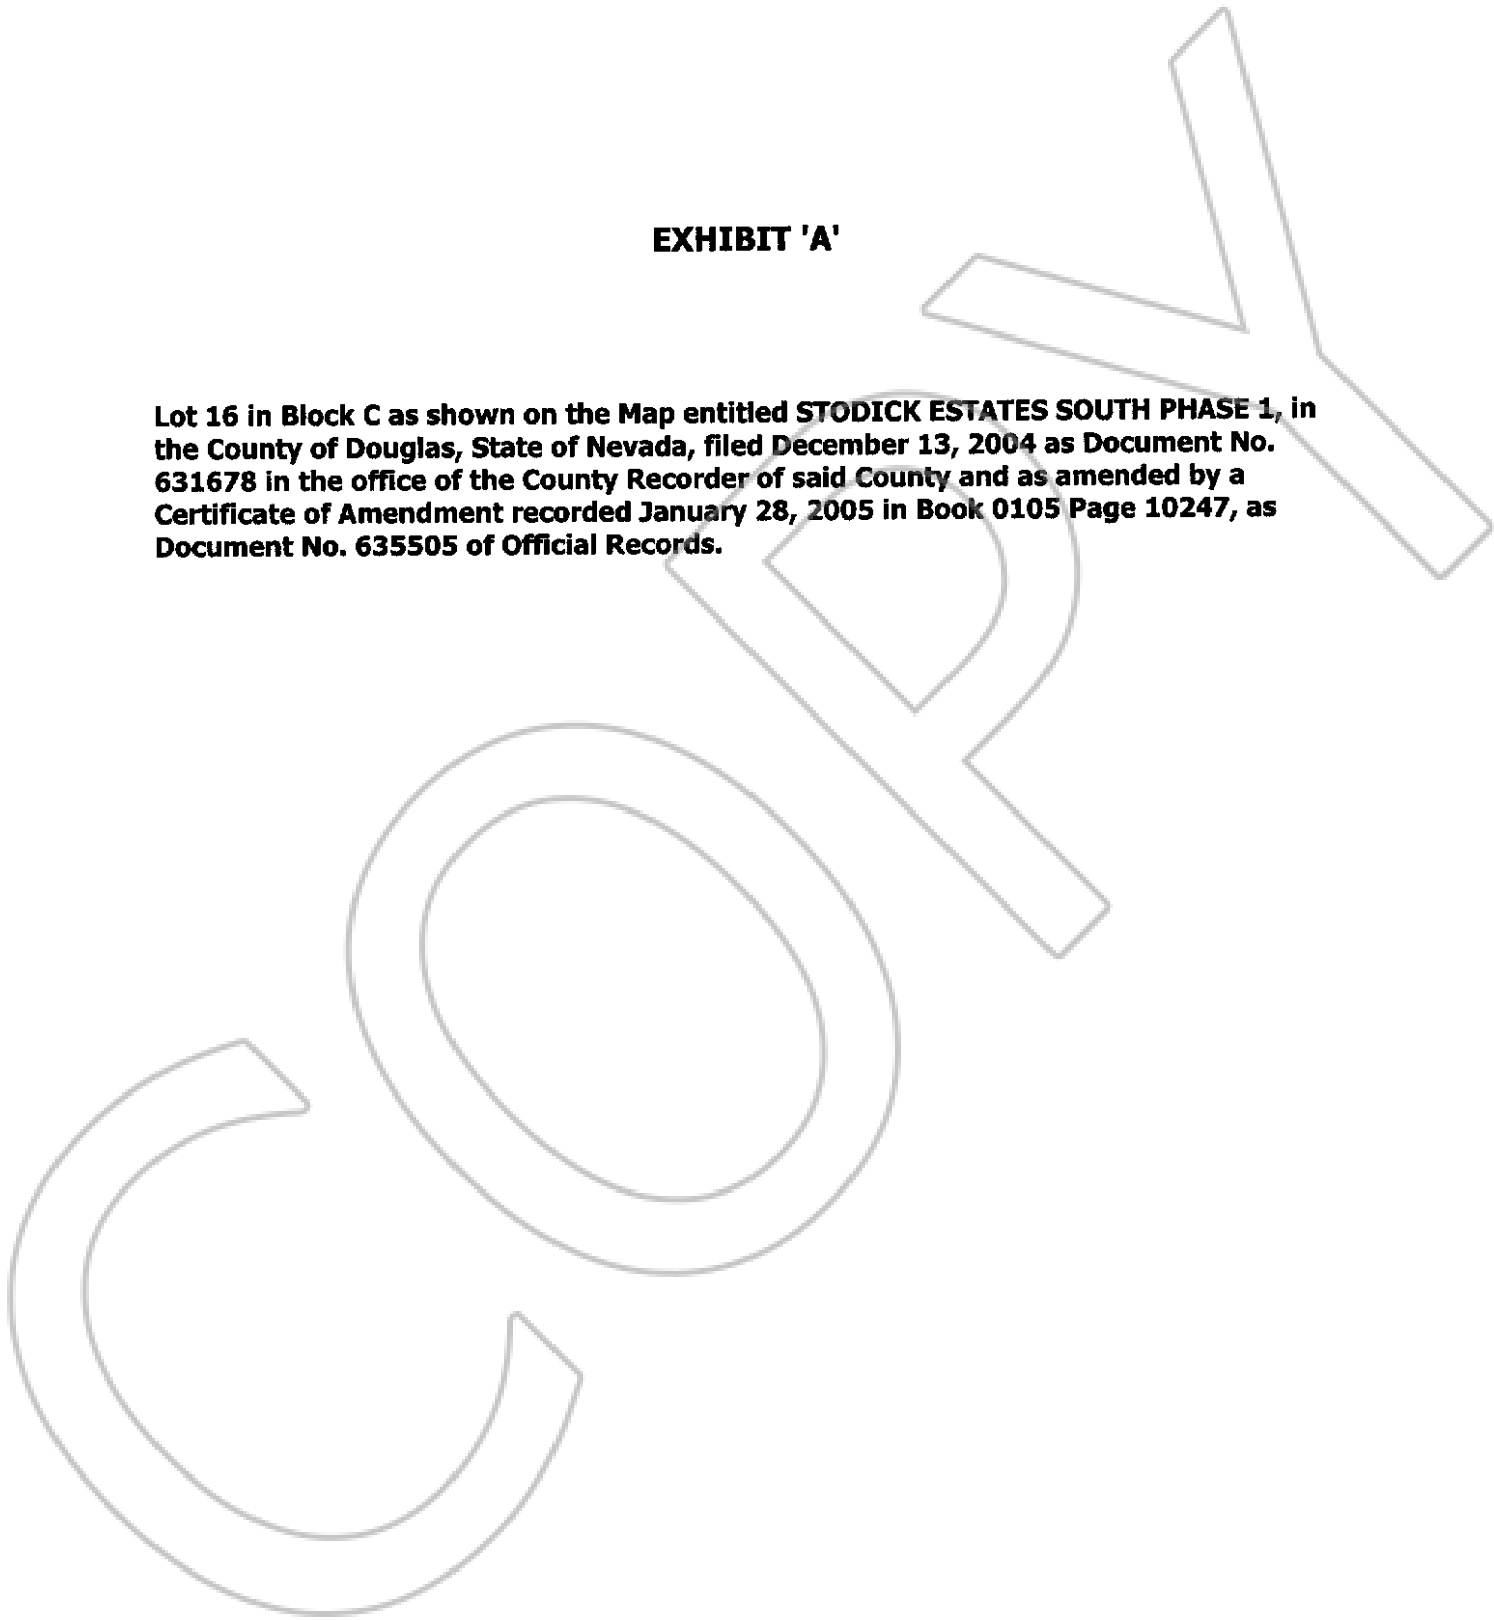 EXHIBIT 'A'
Lot 16 in Block C as shown on the Map entitled STODICK ESTATES SOUTH PHASE 1, in
the County of Douglas, State of Nevada, filed December 13, 2004 as Document No.
631678 in the office of the County Recorder of said County and as amended by a
Certificate of Amendment recorded January 28, 2005 in Book 0105 Page 10247, as
Document No. 635505 of Official Records.
COPY